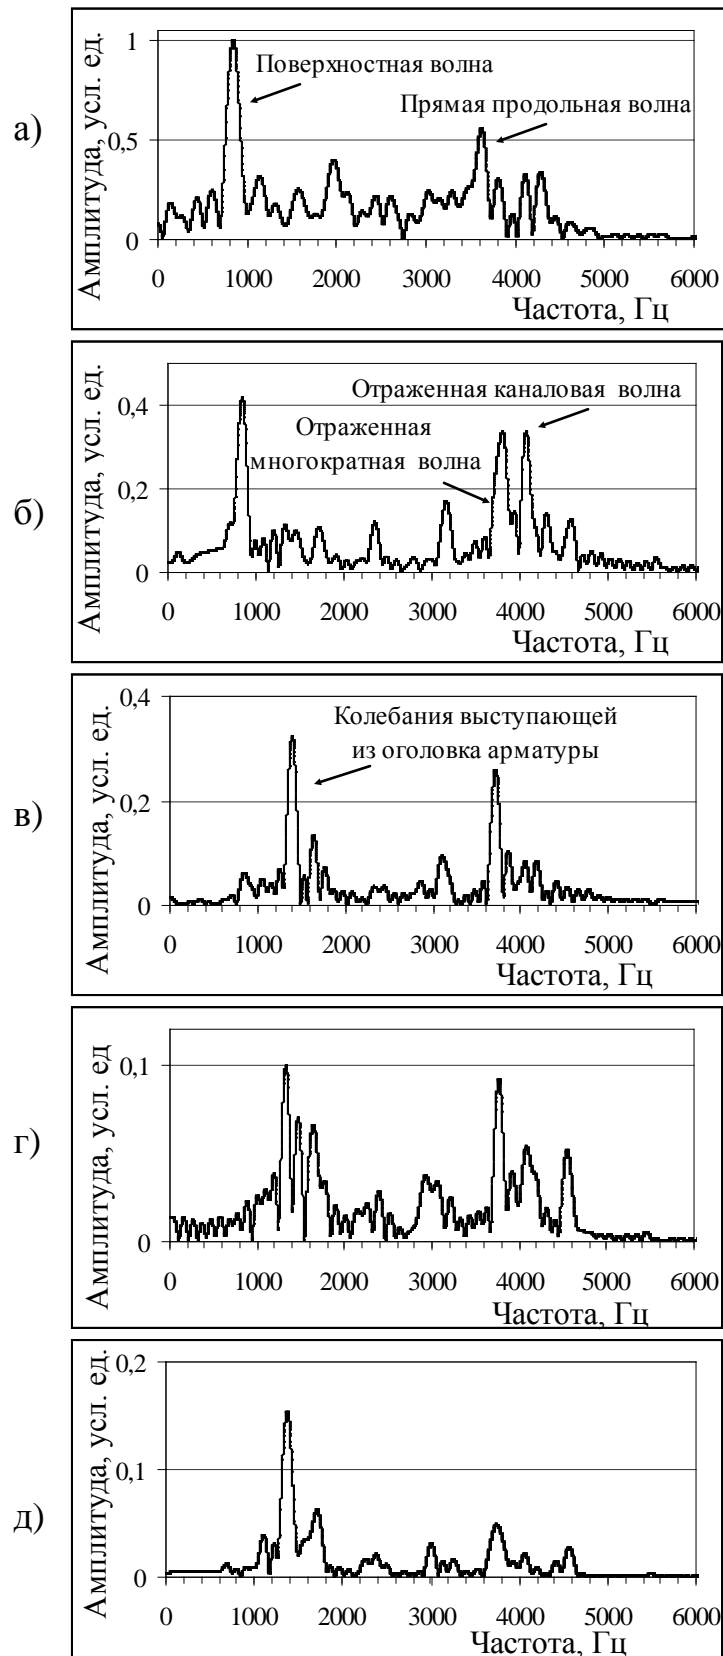 а)
Амплитуда, усл. ед.
1
0,5
0
Поверхностная волна
Прямая продольная волна
0 1000 2000 3000 4000 5000 6000
Частота, Гц
б)
Амплитуда, усл. ед.
0,4
0,2
0
Отраженная каналовая волна
Отраженная
многократная волна
0 1000 2000 3000 4000 5000 6000
Частота, Гц
в)
Амплитуда, усл. ед.
0,4
0,2
0
Колебания выступающей
из оголовка арматуры
0 1000 2000 3000 4000 5000 6000
Частота, Гц
г)
Амплитуда, усл. ед
0,1
0
0 1000 2000 3000 4000 5000 6000
Частота, Гц
д)
Амплитуда, усл. ед.
0,2
0,1
0
0 1000 2000 3000 4000 5000 6000
Частота, Гц